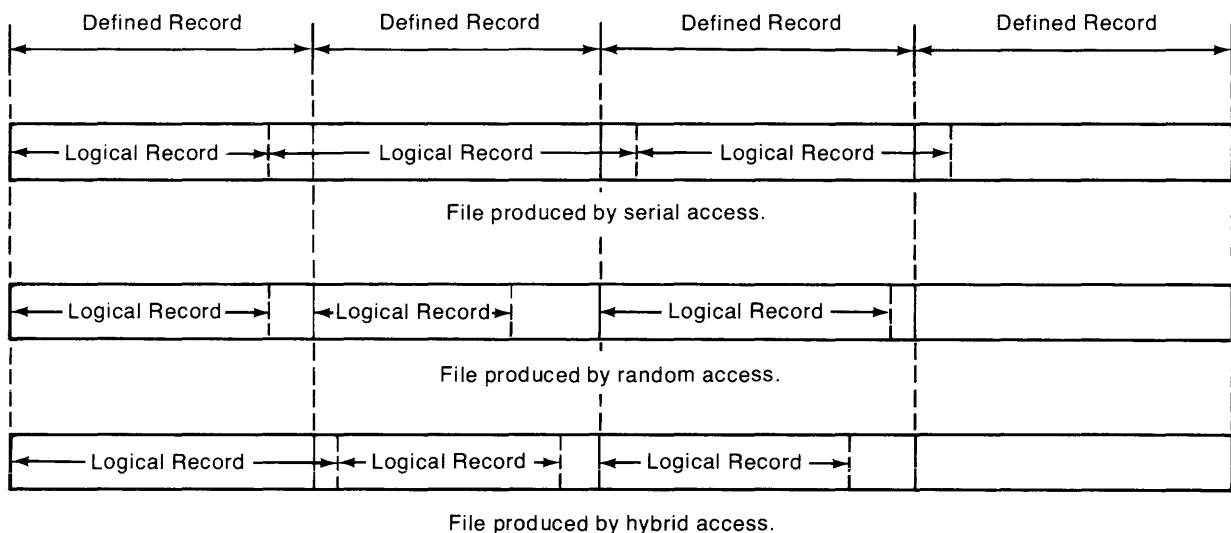 Defined Record Defined Record Defined Record Defined Record
Logical Record Logical Record Logical Record
File produced by serial access.
Logical Record Logical Record Logical Record
File produced by random access.
Logical Record Logical Record Logical Record
File produced by hybrid access.